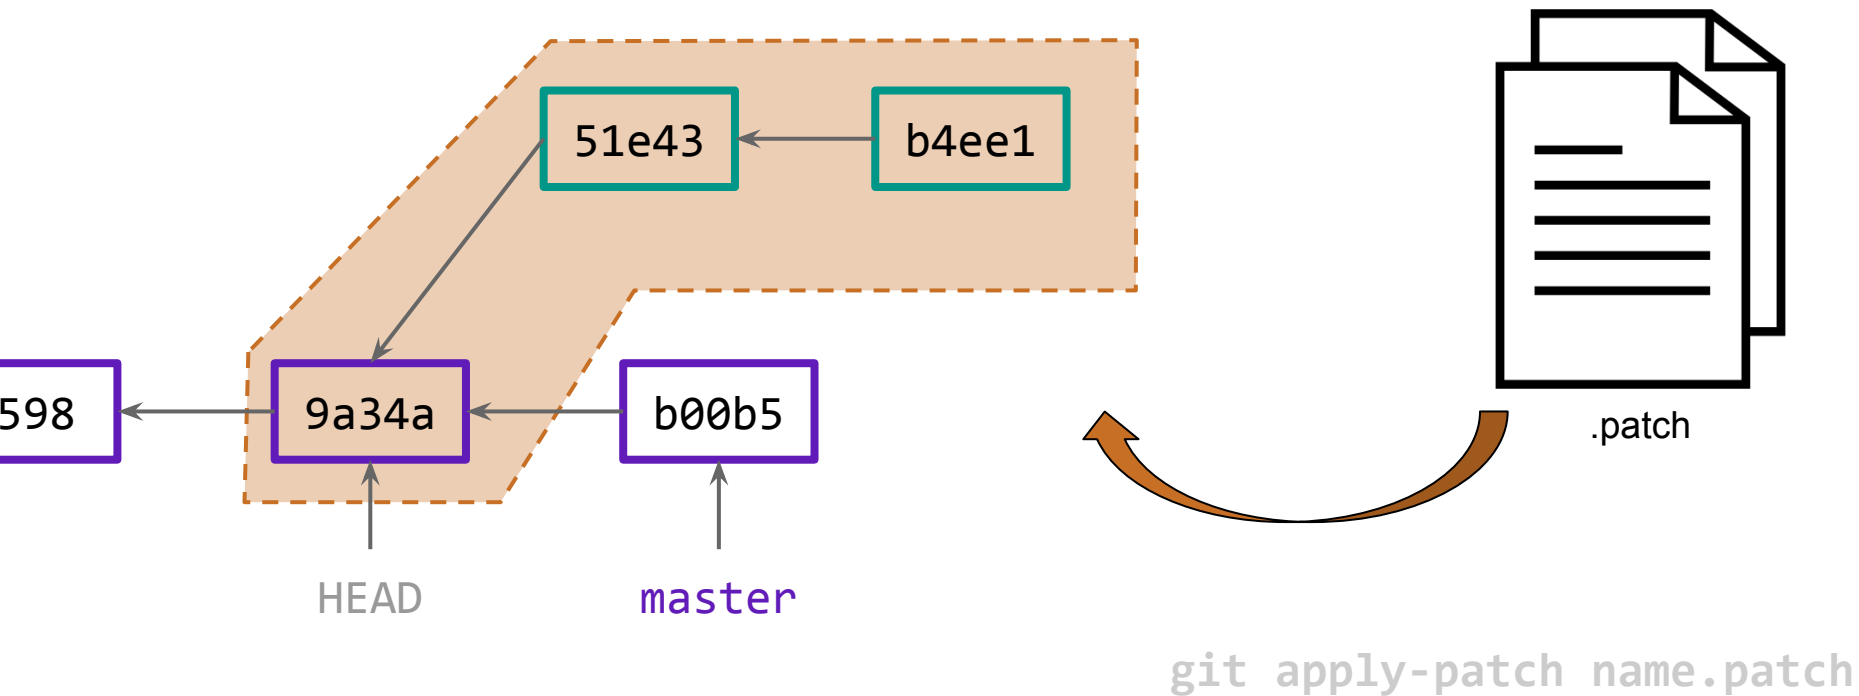 51e43
b4ee1
598
9a34a
b00b5
.patch
HEAD
master
git apply-patch name.patch